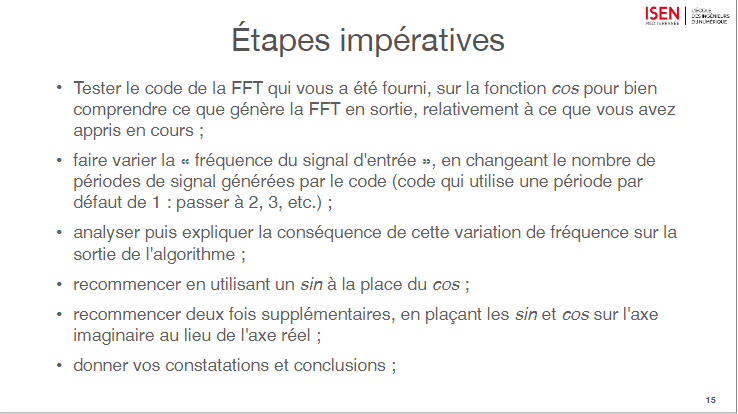 ISEN
MÉDITERRANÉE
L'ÉCOLE
DES INGÉNIEURS
DU NUMÉRIQUE
Étapes impératives
• Tester le code de la FFT qui vous a été fourni, sur la fonction cos pour bien
comprendre ce que génère la FFT en sortie, relativement à ce que vous avez
appris en cours ;
• faire varier la « fréquence du signal d'entrée », en changeant le nombre de
périodes de signal générées par le code (code qui utilise une période par
défaut de 1 : passer à 2, 3, etc.) ;
• analyser puis expliquer la conséquence de cette variation de fréquence sur la
sortie de l'algorithme ;
• recommencer en utilisant un sin à la place du cos ;
• recommencer deux fois supplémentaires, en plaçant les sin et cos sur l'axe
imaginaire au lieu de l'axe réel ;
• donner vos constatations et conclusions ;
15